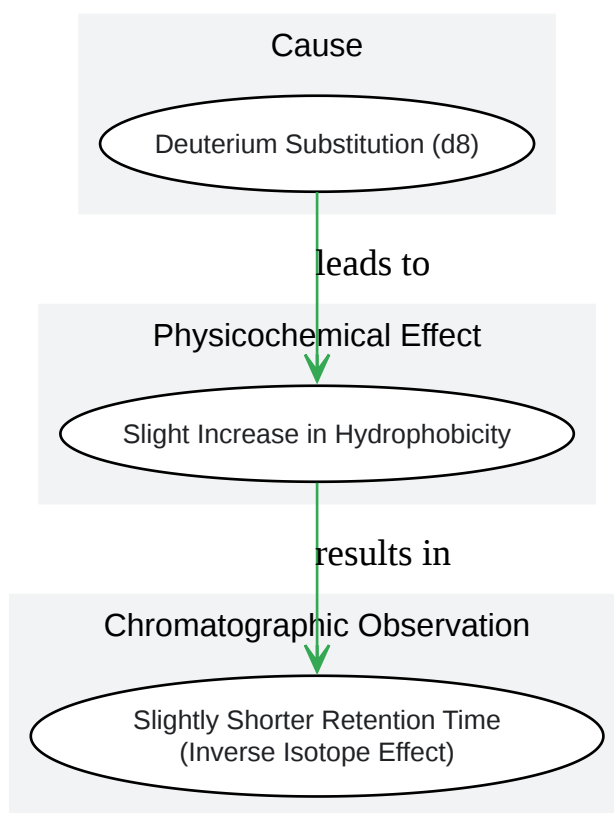 Cause
Deuterium Substitution (d8)
leads to
Physicochemical Effect
Slight Increase in Hydrophobicity
results in
Chromatographic Observation
Slightly Shorter Retention Time
(Inverse Isotope Effect)